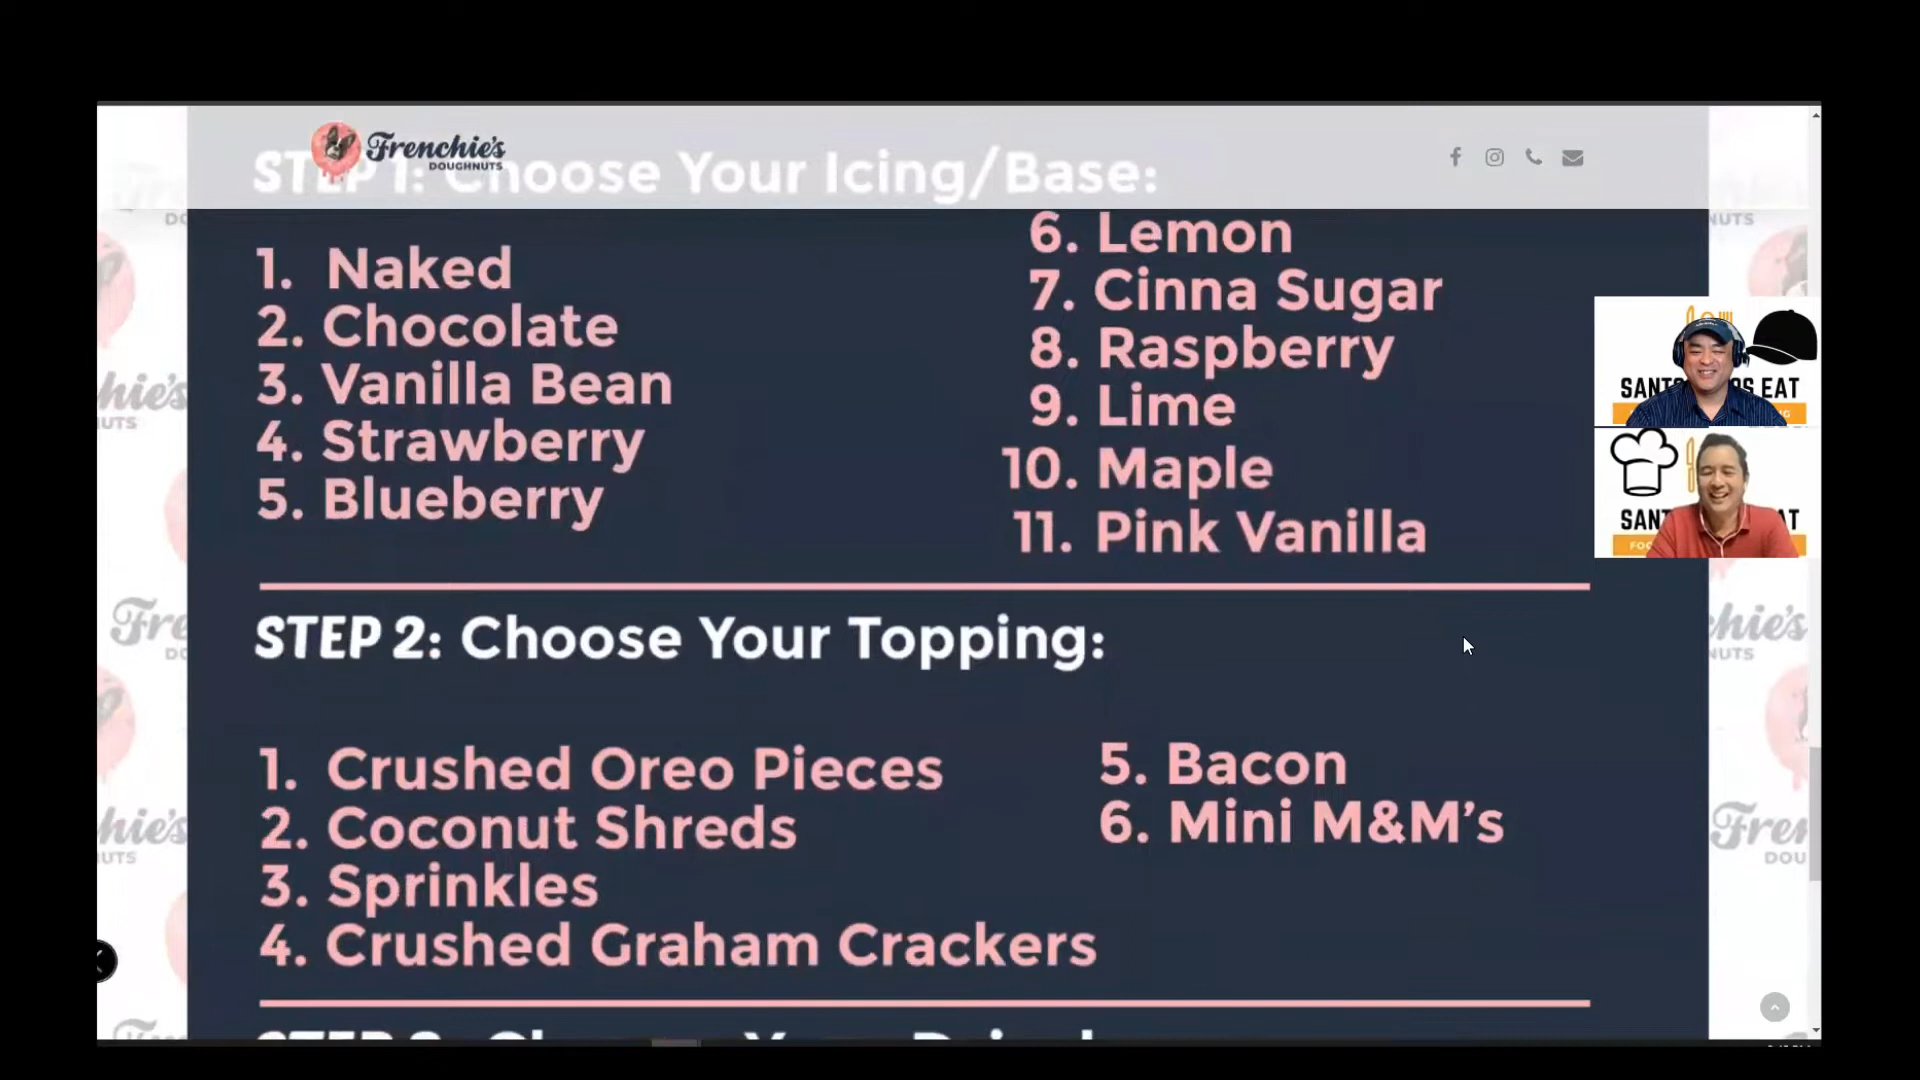 Frenchie's
DOUGHNUTS
STEP 1: Choose Your Icing/Base:
1. Naked
2. Chocolate
3. Vanilla Bean
4. Strawberry
5. Blueberry
6. Lemon
7. Cinna Sugar
8. Raspberry
9. Lime
10. Maple
11. Pink Vanilla
STEP 2: Choose Your Topping:
1. Crushed Oreo Pieces
2. Coconut Shreds
3. Sprinkles
4. Crushed Graham Crackers
5. Bacon
6. Mini M&M's